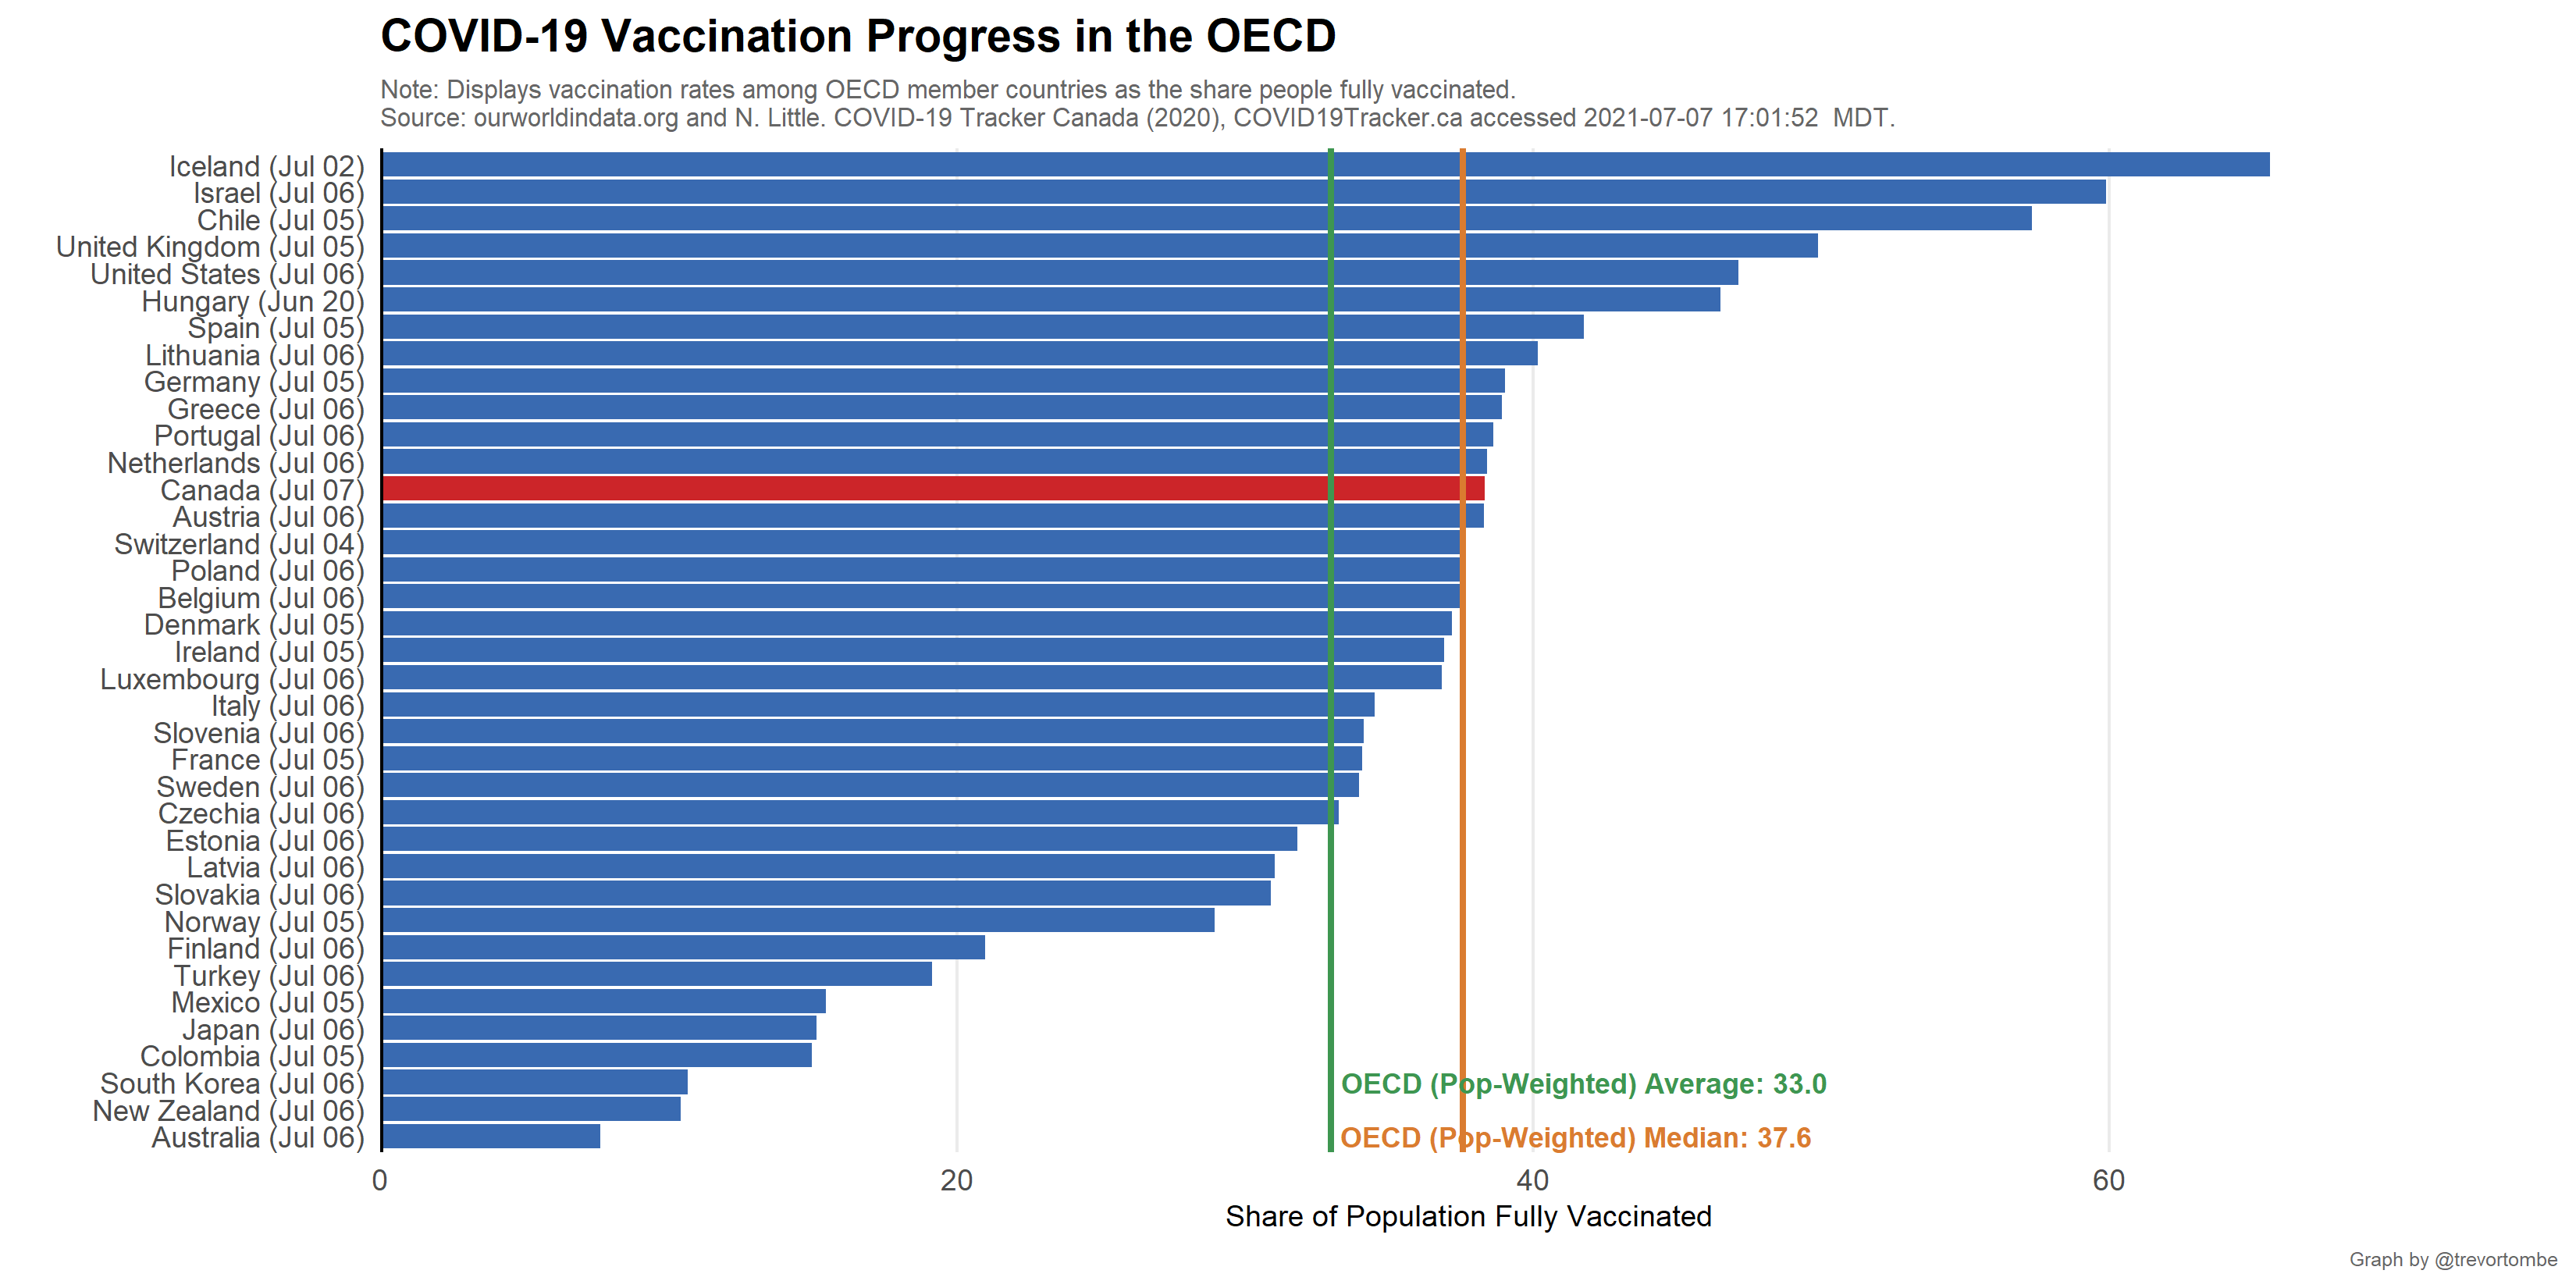 COVID-19 Vaccination Progress in the OECD
Note: Displays vaccination rates among OECD member countries as the share people fully vaccinated.
Source: ourworldindata.org and N. Little. COVID-19 Tracker Canada (2020), COVID19Tracker.ca accessed 2021-07-07 17:01:52  MDT.
Iceland (Jul 02)
Israel (Jul 06)
Chile (Jul 05)
United Kingdom (Jul 05)
United States (Jul 06)
Hungary (Jun 20)
Spain (Jul 05)
Lithuania (Jul 06)
Germany (Jul 05)
Greece (Jul 06)
Portugal (Jul 06)
Netherlands (Jul 06)
Canada (Jul 07)
Austria (Jul 06)
Switzerland (Jul 04)
Poland (Jul 06)
Belgium (Jul 06)
Denmark (Jul 05)
Ireland (Jul 05)
Luxembourg (Jul 06)
Italy (Jul 06)
Slovenia (Jul 06)
France (Jul 05)
Sweden (Jul 06)
Czechia (Jul 06)
Estonia (Jul 06)
Latvia (Jul 06)
Slovakia (Jul 06)
Norway (Jul 05)
Finland (Jul 06)
Turkey (Jul 06)
Mexico (Jul 05)
Japan (Jul 06)
Colombia (Jul 05)
South Korea (Jul 06)
New Zealand (Jul 06)
Australia (Jul 06)
OECD (Pop-Weighted) Average: 33.0
OECD (Pop-Weighted) Median: 37.6
0 20 40 60
Share of Population Fully Vaccinated
Graph by @trevortombe